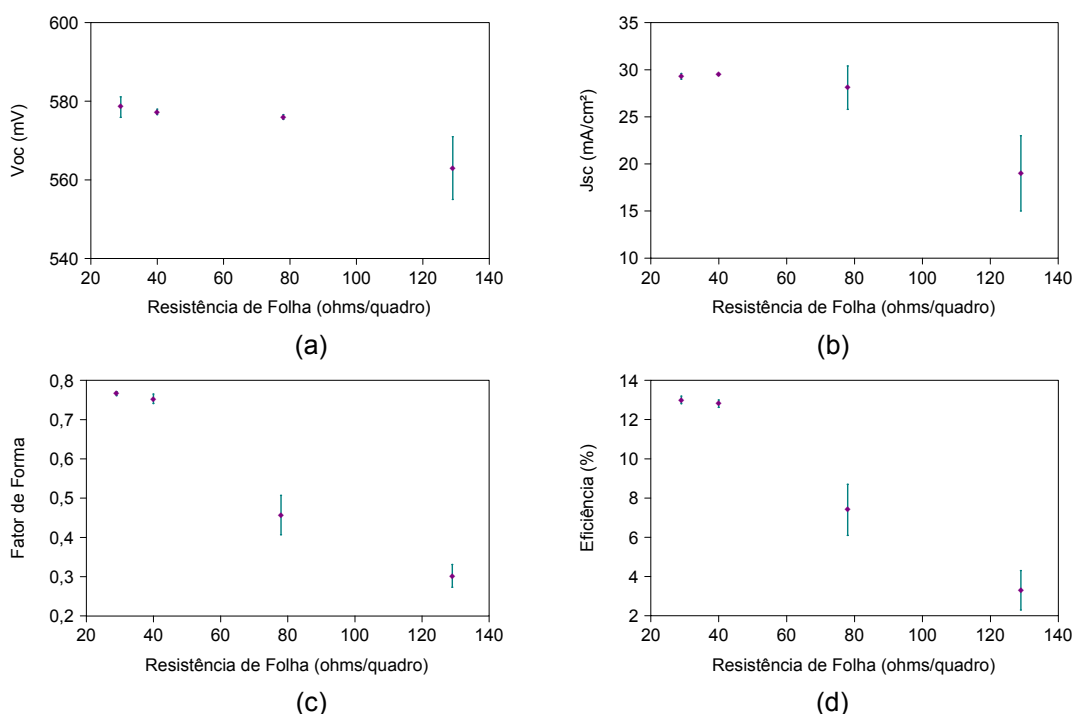 600
580
560
540
Voc (mV)
20 40 60 80 100 120 140
Resistência de Folha (ohms/quadro)
(a)
35
30
25
20
15
10
Jsc (mA/cm²)
20 40 60 80 100 120 140
Resistência de Folha (ohms/quadro)
(b)
0,8
0,7
0,6
0,5
0,4
0,3
0,2
Fator de Forma
20 40 60 80 100 120 140
Resistência de Folha (ohms/quadro)
(c)
14
12
10
8
6
4
2
Eficiência (%)
20 40 60 80 100 120 140
Resistência de Folha (ohms/quadro)
(d)